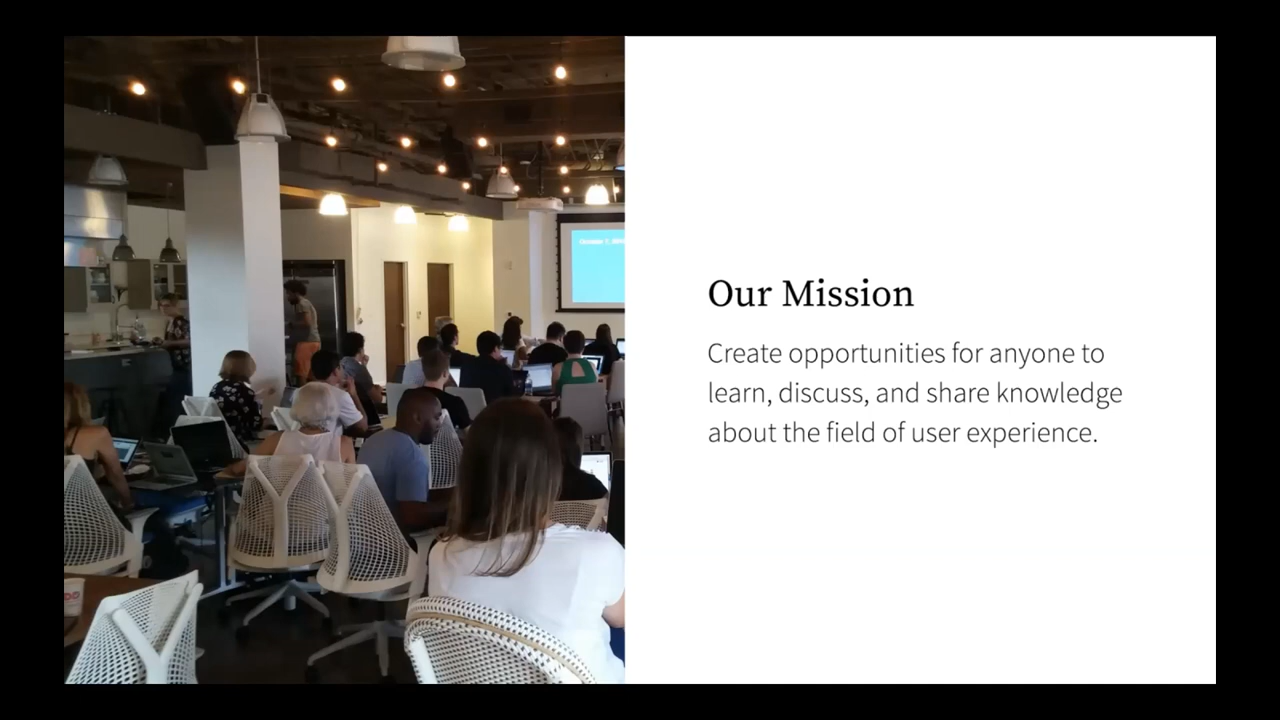 Our Mission
Create opportunities for anyone to
learn, discuss, and share knowledge
about the field of user experience.